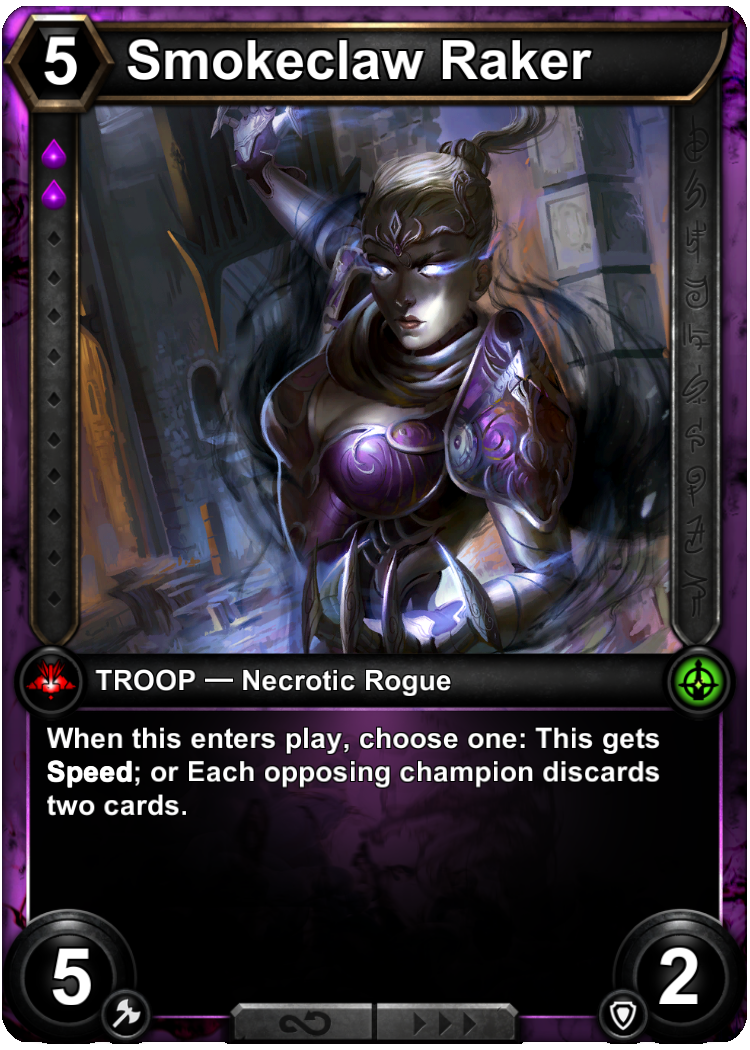 5 Smokeclaw Raker
TROOP — Necrotic Rogue
When this enters play, choose one: This gets
Speed; or Each opposing champion discards
two cards.
5 2